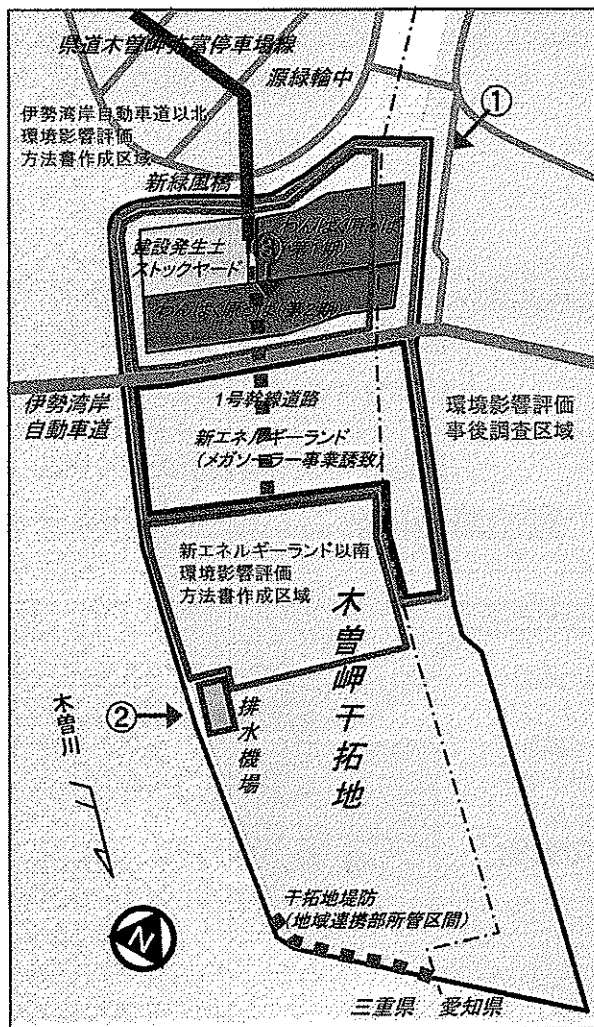 県道木曽岬弥富停車場線
源緑輪中
①
伊勢湾岸自動車道以北
環境影響評価
方法書作成区域
新緑風橋
建設発生土
ストックヤード
伊勢湾岸
自動車道
1号幹線道路
環境影響評価
事後調査区域
新エネルギーランド
(メガソーラー事業誘致)
新エネルギーランド以南
環境影響評価
方法書作成区域
木曽岬干拓地
②
排水機場
木曽川
N
干拓地堤防
(地域連携部所管区間)
三重県 愛知県